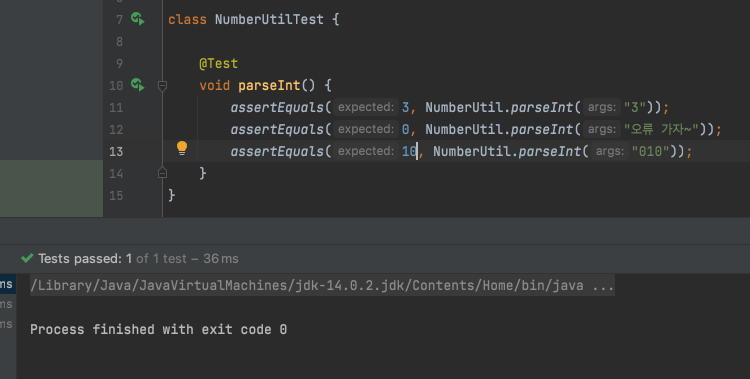 7 class NumberUtilTest {
8
9 @Test
10 void parseInt() {
11 assertEquals( expected: 3, NumberUtil.parseInt( args: "3"));
12 assertEquals( expected: 0, NumberUtil.parseInt( args: "오류 가자~"));
13 assertEquals( expected: 10, NumberUtil.parseInt( args: "010"));
14 }
15 }
Tests passed: 1 of 1 test – 36 ms
ms /Library/Java/JavaVirtualMachines/jdk-14.0.2.jdk/Contents/Home/bin/java ...
ms
ms Process finished with exit code 0